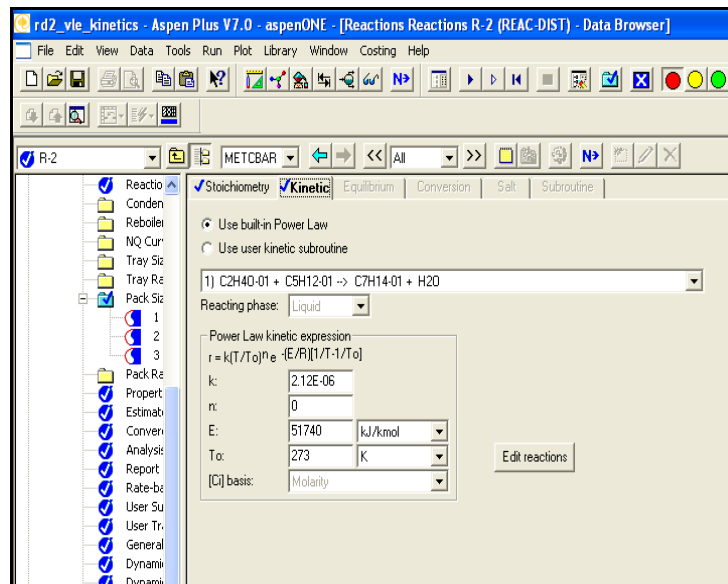 rd2_vle_kinetics - Aspen Plus V7.0 - aspenONE - [Reactions Reactions R-2 (REAC-DIST) - Data Browser]
File Edit View Data Tools Run Plot Library Window Costing Help
N>
R-2 METCBAR << All >> N>
Reactio
Conden
Reboiler
NQ Cur
Tray Siz
Tray Ra
Pack Siz
1
2
3
Pack Ra
Propert
Estimat
Conver
Analysis
Report
Rate-ba
User Su
User Tr
General
Dynami
Dynami
Stoichiometry Kinetic Equilibrium Conversion Salt Subroutine
Use built-in Power Law
Use user kinetic subroutine
1) C2H4O-01 + C5H12-01 --> C7H14-01 + H2O
Reacting phase: Liquid
Power Law kinetic expression
r = k(T/To)^n e^-(E/R)[1/T-1/To]
k: 2.12E-06
n: 0
E: 51740 kJ/kmol
To: 273 K
[Ci] basis: Molarity
Edit reactions